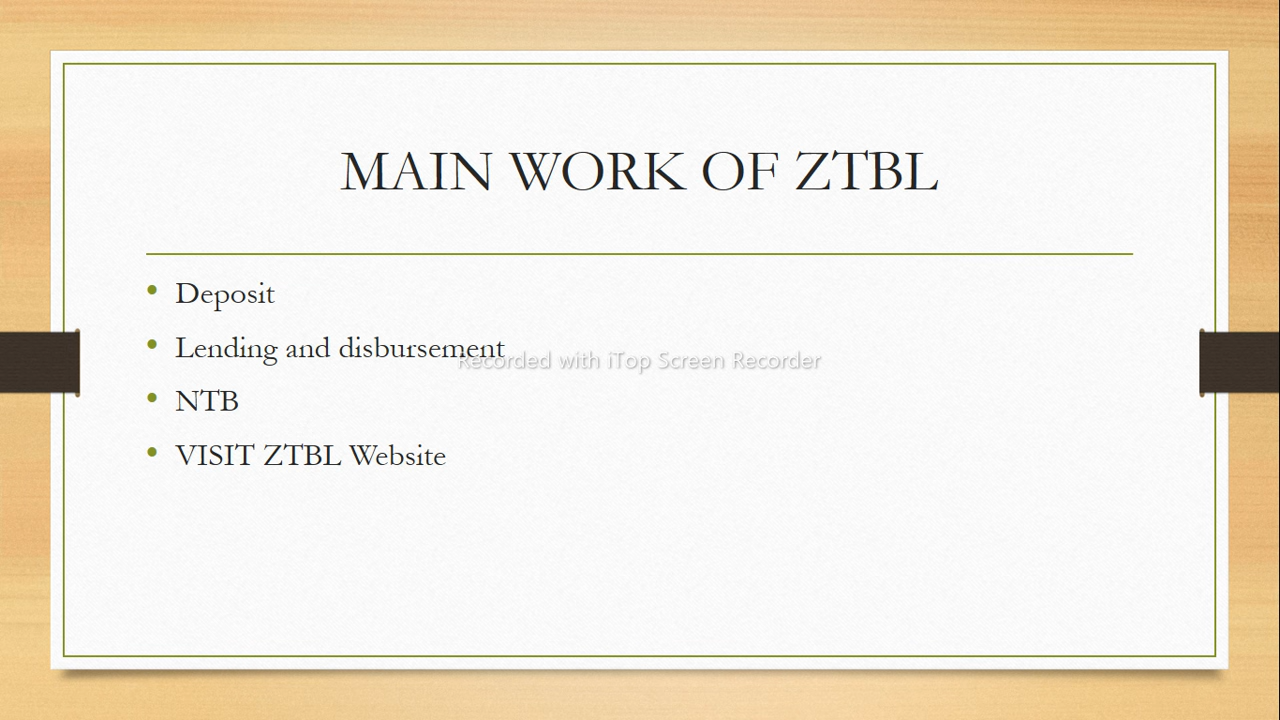 MAIN WORK OF ZTBL
Deposit
Lending and disbursement
Recorded with iTop Screen Recorder
NTB
VISIT ZTBL Website